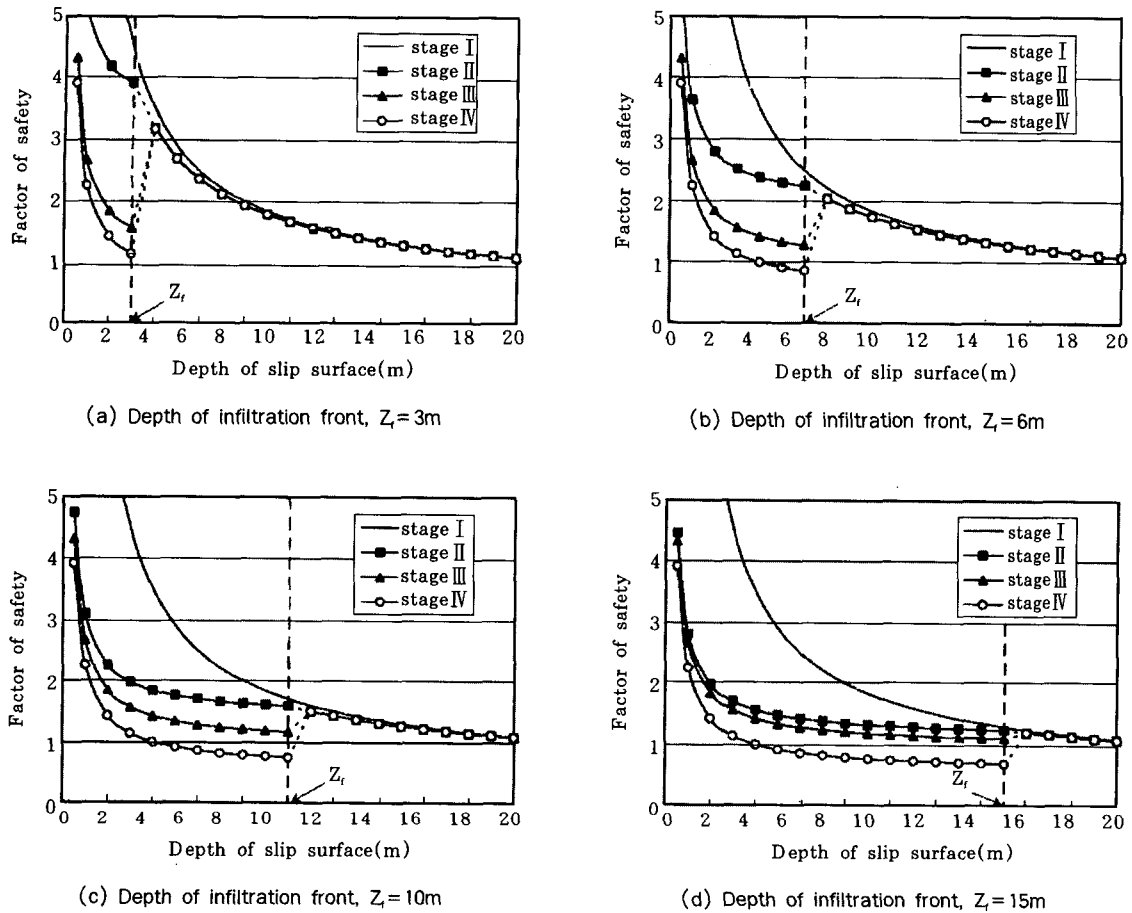 5
4
3
2
1
0
Factor of safety
stage Ⅰ
stage Ⅱ
stage Ⅲ
stage Ⅳ
Zf
0 2 4 6 8 10 12 14 16 18 20
Depth of slip surface(m)
(a) Depth of infiltration front, Zf=3m
5
4
3
2
1
0
Factor of safety
stage Ⅰ
stage Ⅱ
stage Ⅲ
stage Ⅳ
Zf
0 2 4 6 8 10 12 14 16 18 20
Depth of slip surface(m)
(b) Depth of infiltration front, Zf=6m
5
4
3
2
1
0
Factor of safety
stage Ⅰ
stage Ⅱ
stage Ⅲ
stage Ⅳ
Zf
0 2 4 6 8 10 12 14 16 18 20
Depth of slip surface(m)
(c) Depth of infiltration front, Zf=10m
5
4
3
2
1
0
Factor of safety
stage Ⅰ
stage Ⅱ
stage Ⅲ
stage Ⅳ
Zf
0 2 4 6 8 10 12 14 16 18 20
Depth of slip surface(m)
(d) Depth of infiltration front, Zf=15m